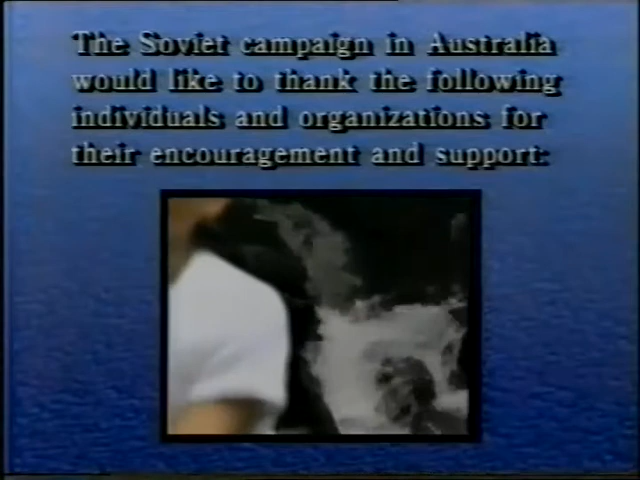 The Soviet campaign in Australia
would like to thank the following
individuals and organizations for
their encouragement and support: